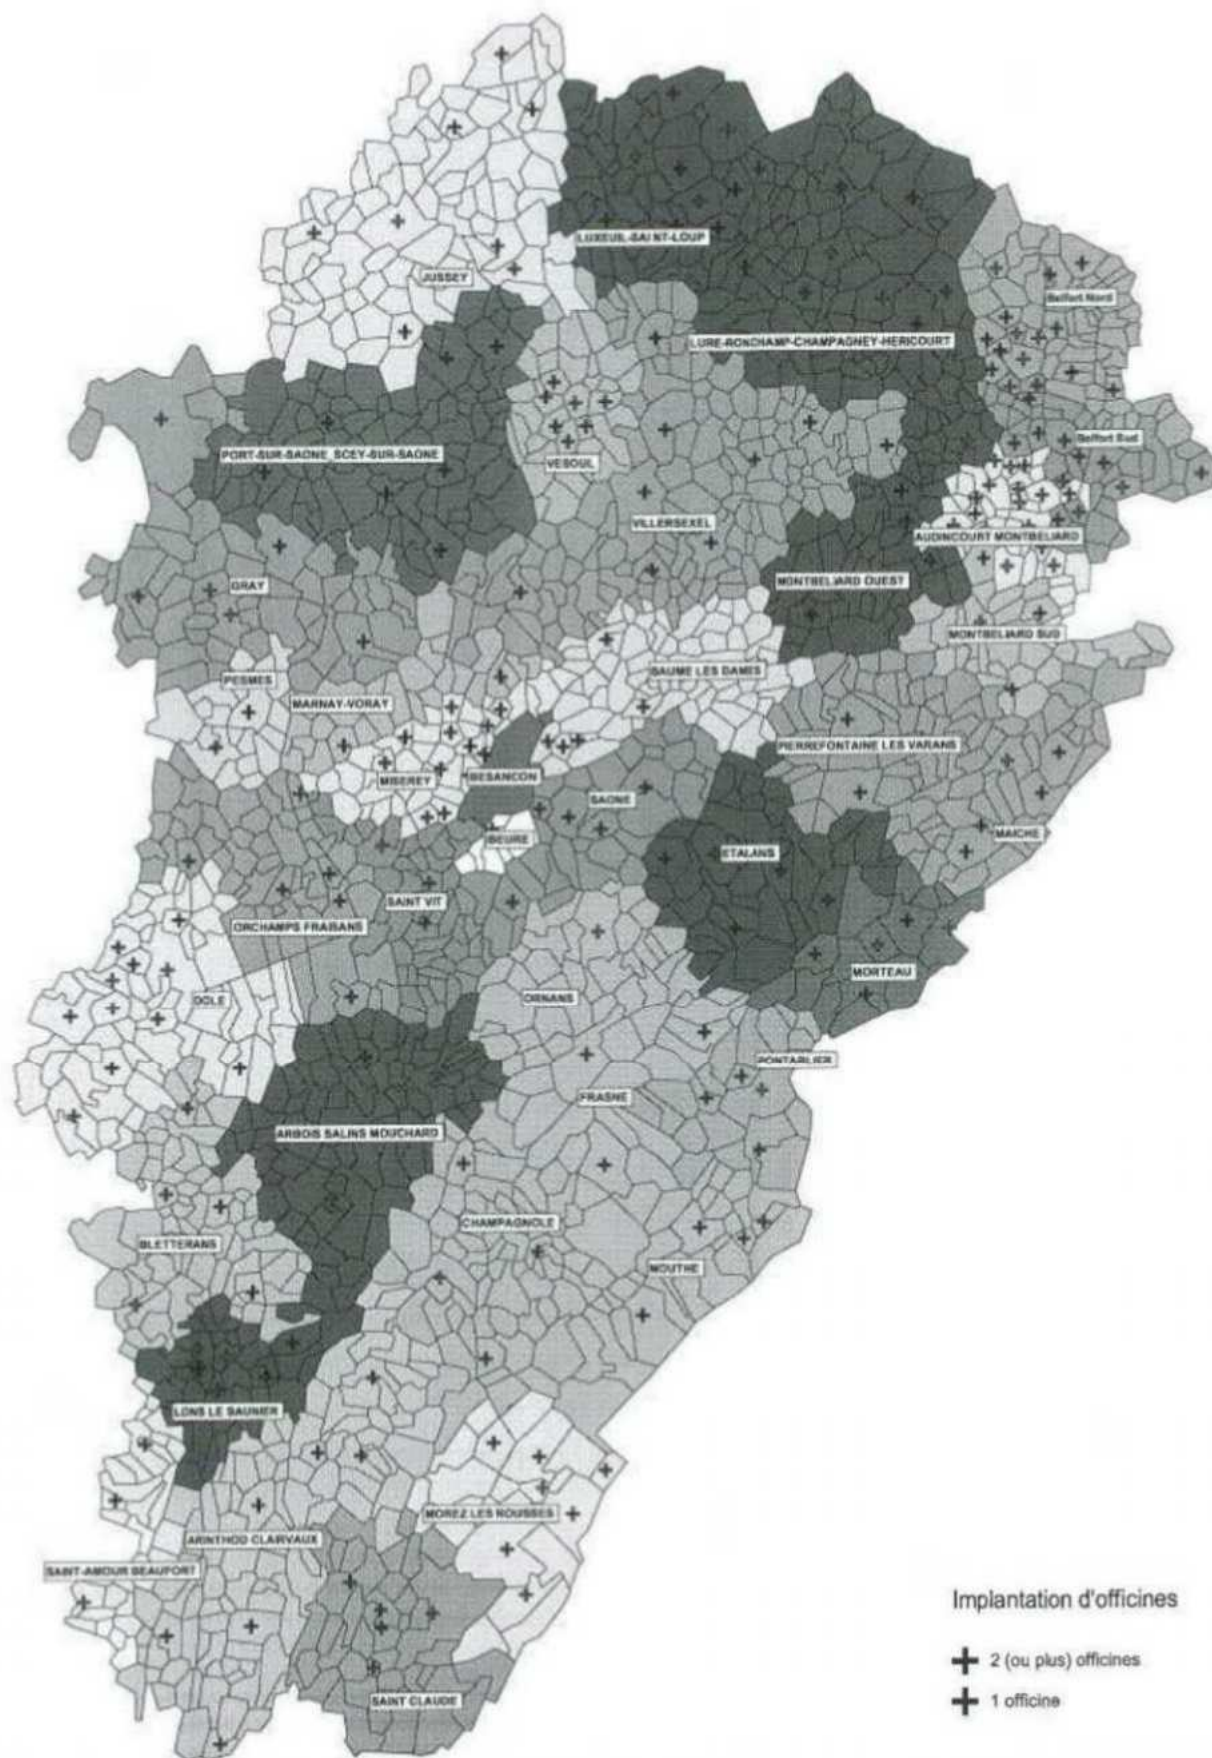 LUXEUIL-SAINT-LOUP
JUSSEY
Belfort Nord
LURE-RONCHAMP-CHAMPAGNEY-HERICOURT
Belfort Sud
PORT-SUR-SAONE_SCEY-SUR-SAONE
VESOUL
VILLERSEXEL
AUDINCOURT MONTBELIARD
MONTBELIARD OUEST
GRAY
MONTBELIARD SUD
BAUME LES DAMES
PESMES
MARNAY-VORAY
PIERREFONTAINE LES VARANS
BESANCON
MISEREY
SAONE
MAICHE
BEURE
ETALANS
SAINT VIT
ORCHAMPS FRAISANS
MORTEAU
DOLE
ORNANS
PONTARLIER
FRASNE
ARBOIS SALINS MOUCHARD
CHAMPAGNOLE
BLETTERANS
MOUTHE
LONS LE SAUNIER
MOREZ LES ROUSSES
ARINTHOD CLAIRVAUX
SAINT-AMOUR BEAUFORT
SAINT CLAUDE
Implantation d'officines
2 (ou plus) officines
1 officine